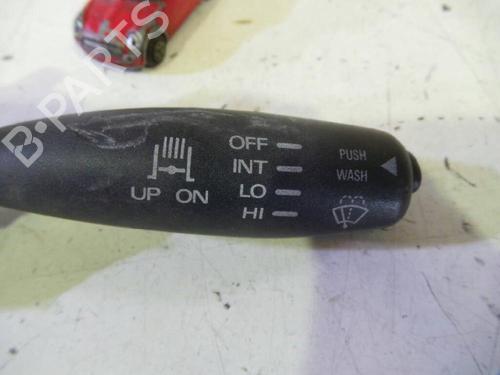 B-PARTS
OFF
INT
LO
HI
UP ON
PUSH
WASH